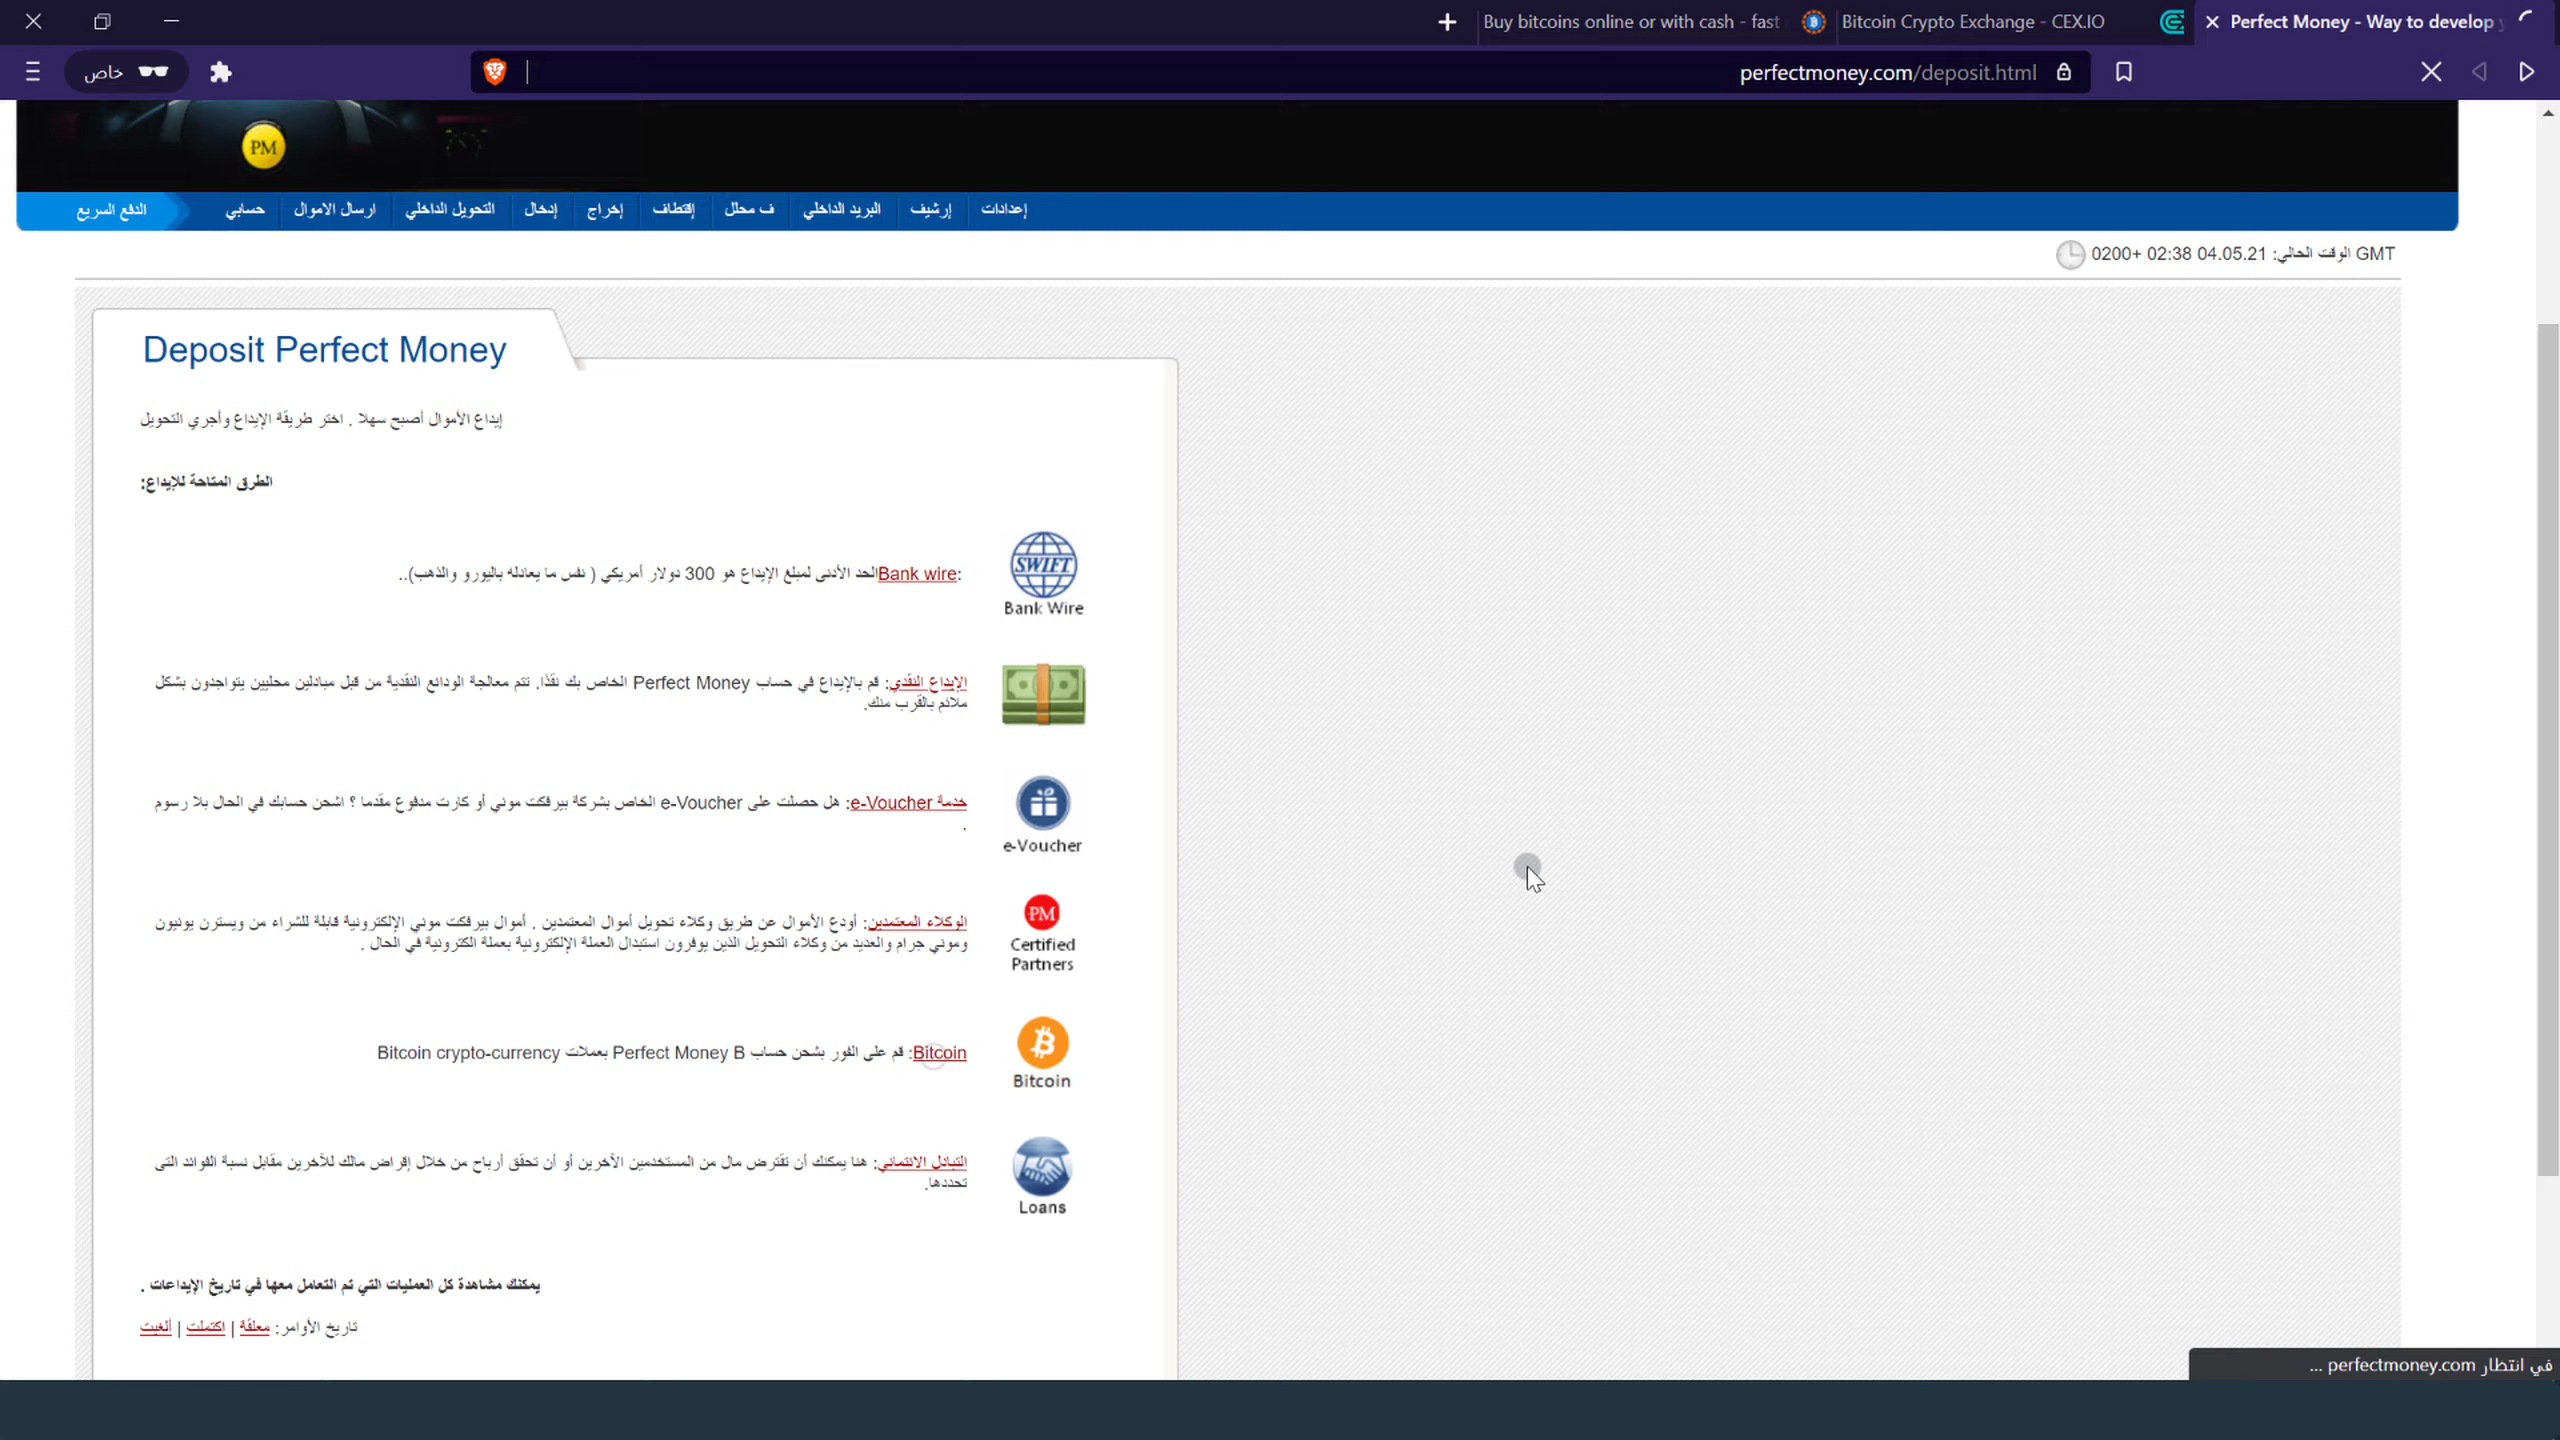 Buy bitcoins online or with cash - fast
Bitcoin Crypto Exchange - CEX.IO
Perfect Money - Way to develop
خاص
perfectmoney.com/deposit.html
PM
الدفع السريع
حسابي
ارسال الاموال
التحويل الداخلي
إدخال
إخراج
إقتطاف
ف محلل
البريد الداخلي
إرشيف
إعدادات
GMT الوقت الحالي: 04.05.21 02:38 +0200
Deposit Perfect Money
إيداع الأموال أصبح سهلا . اختر طريقة الإيداع وأجري التحويل
الطرق المتاحة للإيداع:
SWIFT
Bank Wire
:Bank wireالحد الأدنى لمبلغ الإيداع هو 300 دولار أمريكي ( نفس ما يعادله باليورو والذهب)..
الإيداع النقدي: قم بالإيداع في حساب Perfect Money الخاص بك نقدًا. تتم معالجة الودائع النقدية من قبل مبادلين محليين يتواجدون بشكل
ملائم بالقرب منك.
خدمة e-Voucher: هل حصلت على e-Voucher الخاص بشركة بيرفكت موني أو كارت مدفوع مقدما ؟ اشحن حسابك في الحال بلا رسوم
.
e-Voucher
الوكلاء المعتمدين: أودع الأموال عن طريق وكلاء تحويل أموال المعتمدين . أموال بيرفكت موني الإلكترونية قابلة للشراء من ويسترن يونيون
وموني جرام والعديد من وكلاء التحويل الذين يوفرون استبدال العملة الإلكترونية بعملة الكترونية في الحال .
PM
Certified
Partners
Bitcoin: قم على الفور بشحن حساب Perfect Money B بعملات Bitcoin crypto-currency
Bitcoin
التبادل الائتماني: هنا يمكنك أن تقترض مال من المستخدمين الآخرين أو أن تحقق أرباح من خلال إقراض مالك للآخرين مقابل نسبة الفوائد التى
تحددها.
Loans
يمكنك مشاهدة كل العمليات التي تم التعامل معها في تاريخ الإيداعات .
تاريخ الأوامر: معلقة | اكتملت | ألغيت
في انتظار perfectmoney.com ...